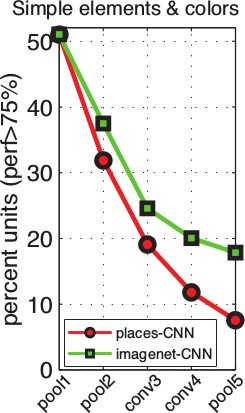 Simple elements & colors
percent units (perf>75%)
50
40
30
20
10
0
places-CNN
imagenet-CNN
pool1
pool2
conv3
conv4
pool5